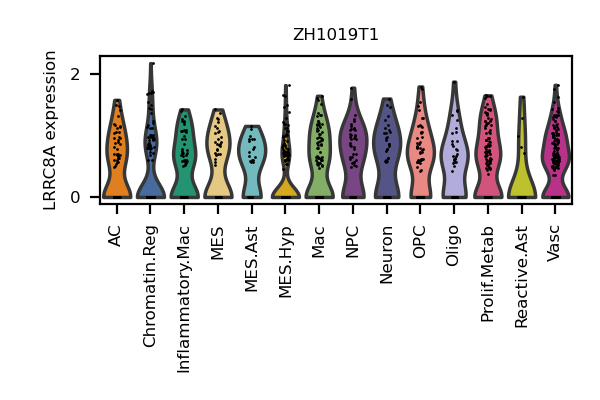 ZH1019T1
LRRC8A expression
2
0
AC
Chromatin.Reg
Inflammatory.Mac
MES
MES.Ast
MES.Hyp
Mac
NPC
Neuron
OPC
Oligo
Prolif.Metab
Reactive.Ast
Vasc